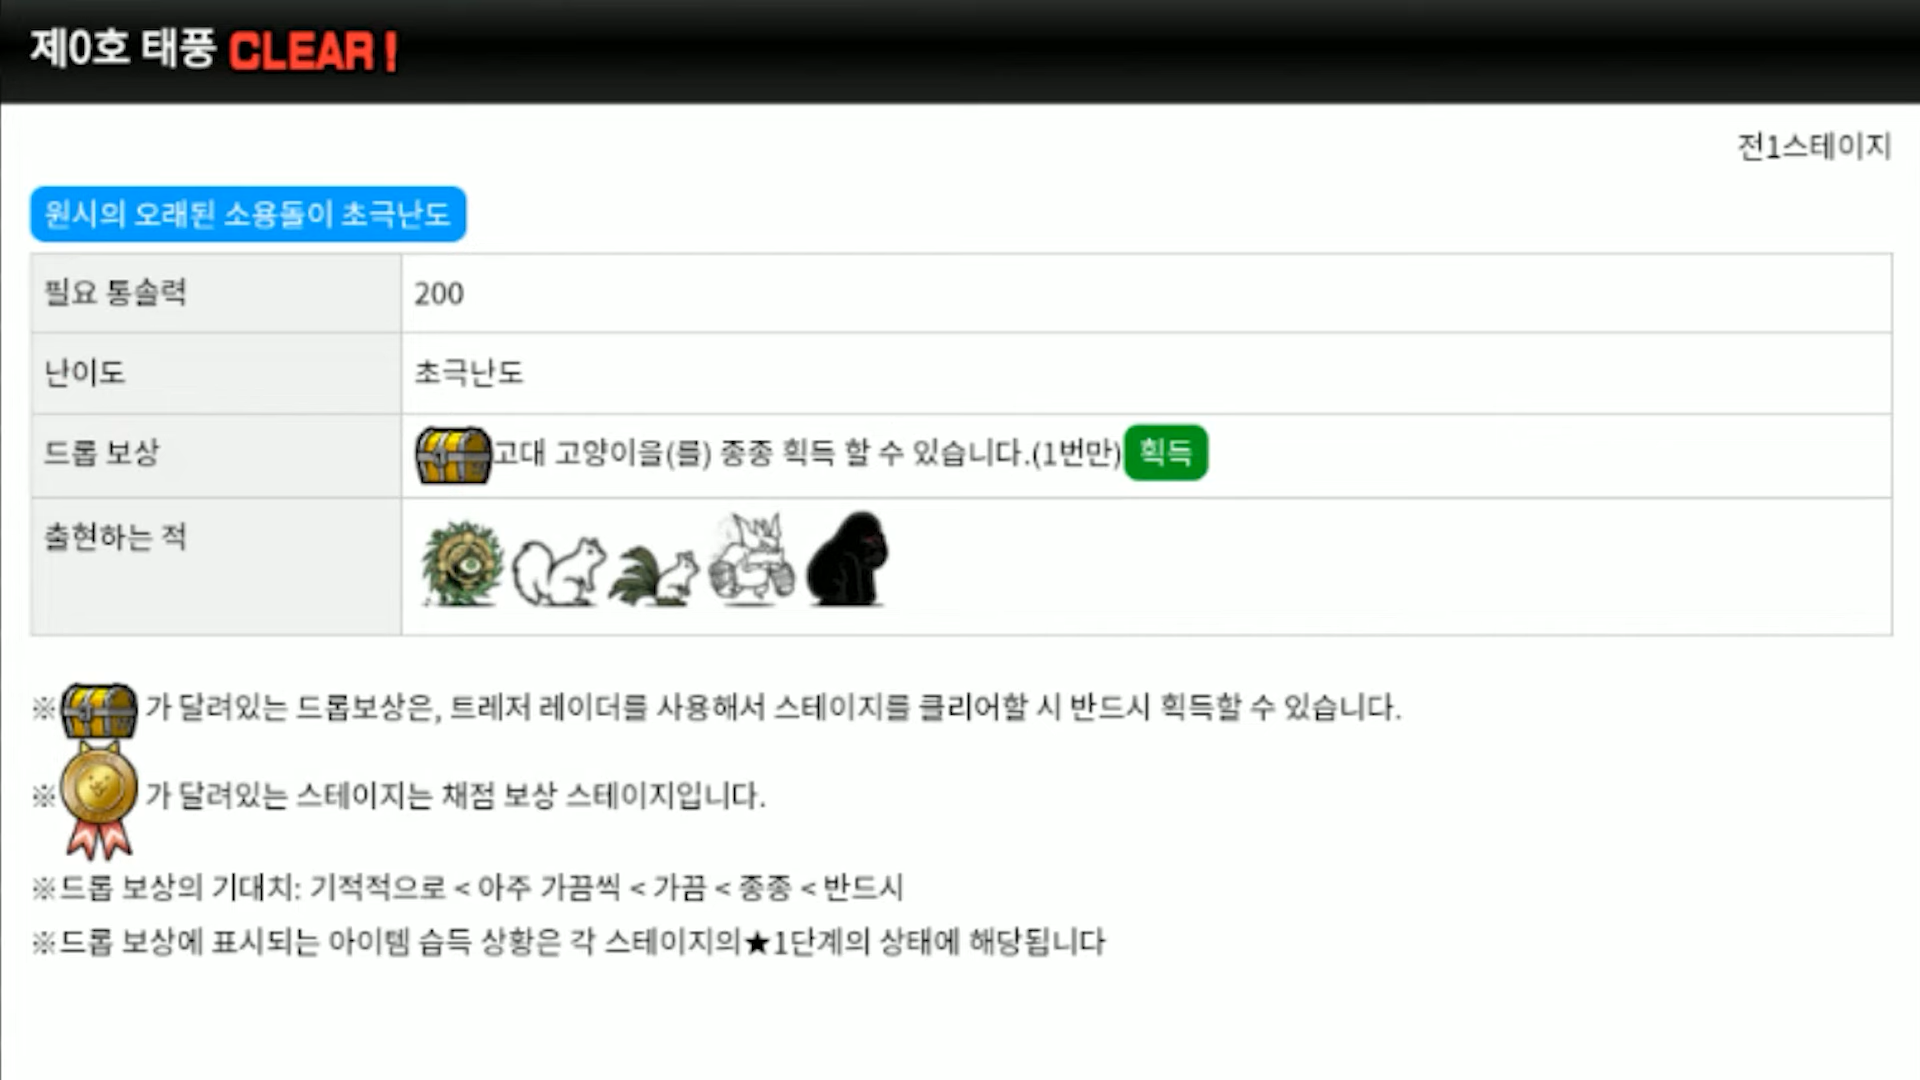 제0호 태풍 CLEAR!
전1스테이지
원시의 오래된 소용돌이 초극난도
필요 통솔력 200
난이도 초극난도
드롭 보상 고대 고양이을(를) 종종 획득 할 수 있습니다.(1번만) 획득
출현하는 적
※ 가 달려있는 드롭보상은, 트레저 레이더를 사용해서 스테이지를 클리어할 시 반드시 획득할 수 있습니다.
※ 가 달려있는 스테이지는 채점 보상 스테이지입니다.
※드롭 보상의 기대치: 기적적으로 < 아주 가끔씩 < 가끔 < 종종 < 반드시
※드롭 보상에 표시되는 아이템 습득 상황은 각 스테이지의★1단계의 상태에 해당됩니다